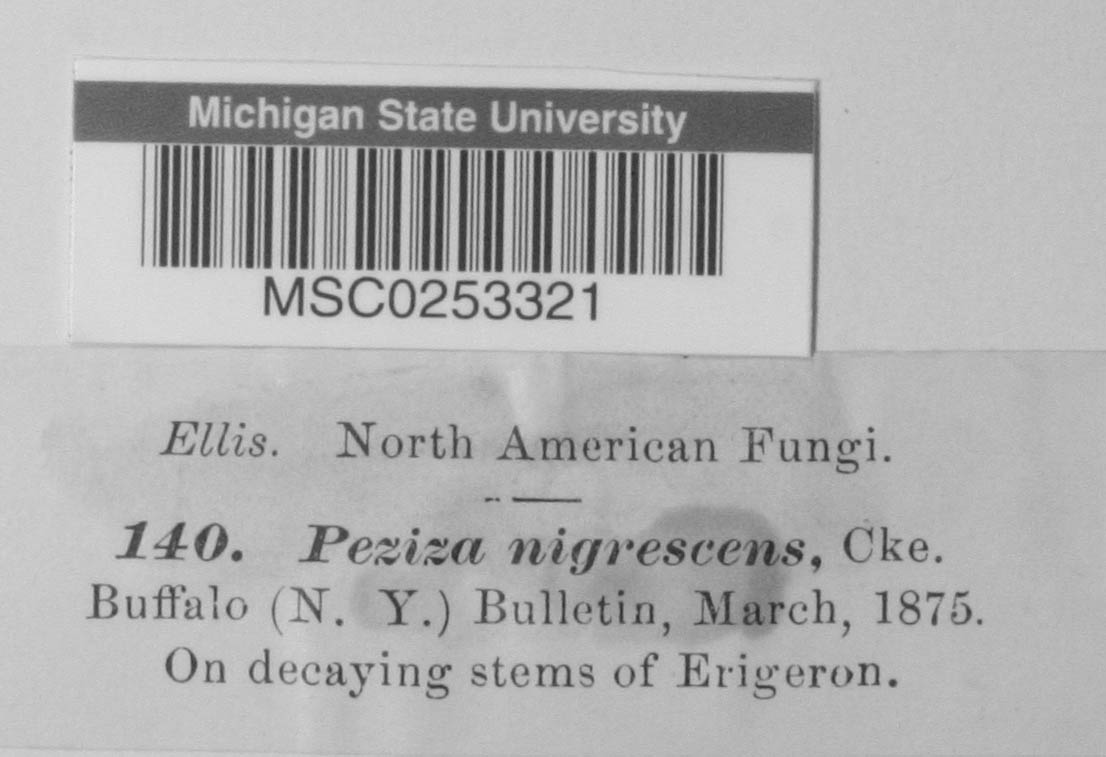 Michigan State University
MSC0253321
Ellis. North American Fungi.
140. Peziza nigrescens, Cke.
Buffalo (N. Y.) Bulletin, March, 1875.
On decaying stems of Erigeron.